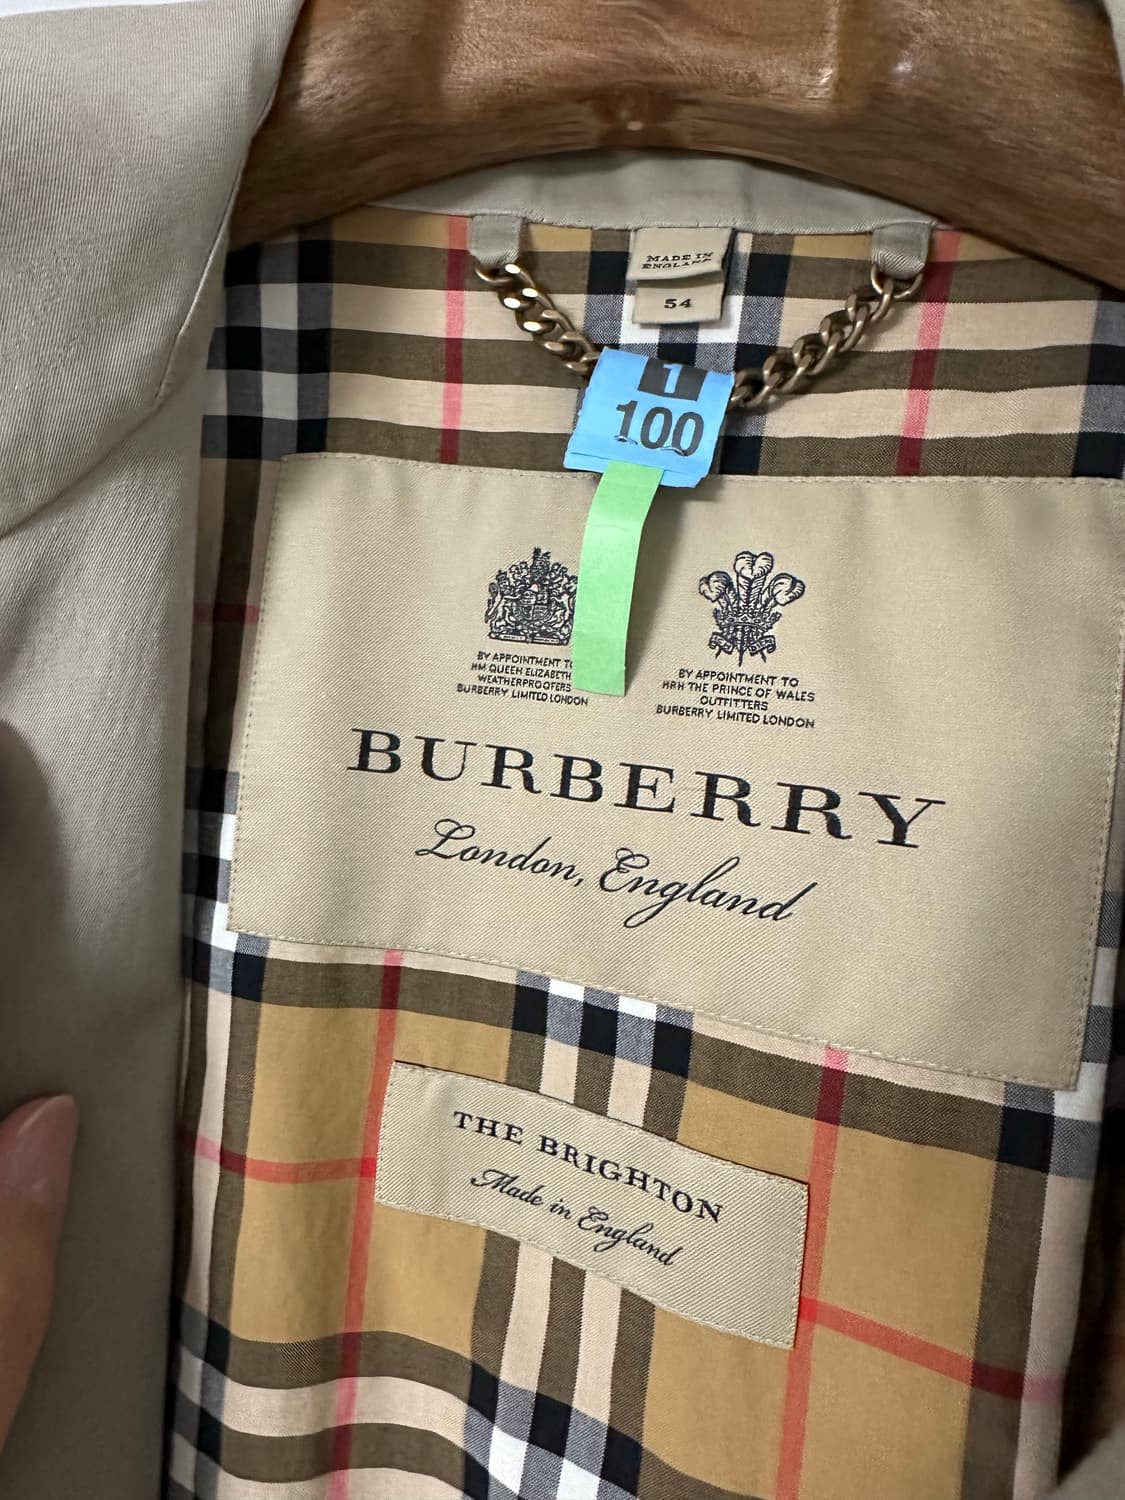 MADE IN
ENGLAND
54
1
100
BY APPOINTMENT TO
HM QUEEN ELIZABETH
WEATHERPROOFERS
BURBERRY LIMITED LONDON
BY APPOINTMENT TO
HRH THE PRINCE OF WALES
OUTFITTERS
BURBERRY LIMITED LONDON
BURBERRY
London, England
THE BRIGHTON
Made in England